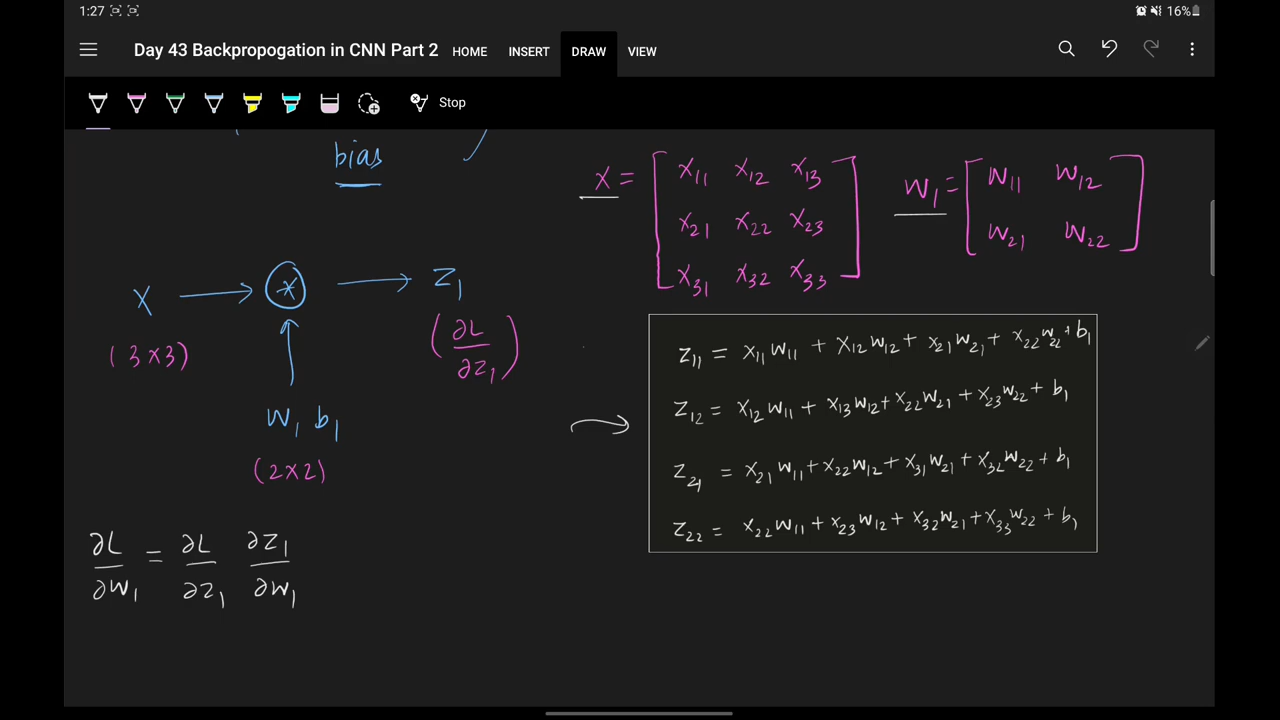 1:27 16%
Day 43 Backpropogation in CNN Part 2 HOME INSERT DRAW VIEW
Stop
bias
X = [ x11 x12 x13
x21 x22 x23
x31 x32 x33 ]
W1 = [ W11 W12
W21 W22 ]
X → * → Z1
(3×3)
(∂L/∂Z1)
W1 b1
(2×2)
Z11 = x11 W11 + x12 W12 + x21 W21 + x22 W22 + b1
Z12 = x12 W11 + x13 W12 + x22 W21 + x23 W22 + b1
Z21 = x21 W11 + x22 W12 + x31 W21 + x32 W22 + b1
Z22 = x22 W11 + x23 W12 + x32 W21 + x33 W22 + b1
∂L/∂W1 = ∂L/∂Z1 ∂Z1/∂W1